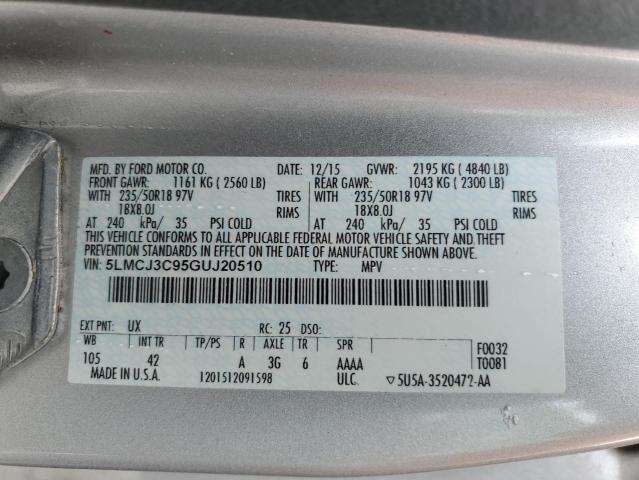 MFD. BY FORD MOTOR CO. DATE: 12/15 GVWR: 2195 KG ( 4840 LB)
FRONT GAWR: 1161 KG ( 2560 LB) REAR GAWR: 1043 KG ( 2300 LB)
WITH 235/50R18 97V TIRES WITH 235/50R18 97V TIRES
18X8.0J RIMS 18X8.0J RIMS
AT 240 kPa/ 35 PSI COLD AT 240 kPa/ 35 PSI COLD
THIS VEHICLE CONFORMS TO ALL APPLICABLE FEDERAL MOTOR VEHICLE SAFETY AND THEFT
PREVENTION STANDARDS IN EFFECT ON THE DATE OF MANUFACTURE SHOWN ABOVE.
VIN: 5LMCJ3C95GUJ20510 TYPE: MPV
EXT PNT: UX RC: 25 DSO:
WB INT TR TP/PS R AXLE TR SPR F0032
105 42 A 3G 6 AAAA T0081
MADE IN U.S.A. 1201512091598 ULC. ▽5U5A-3520472-AA